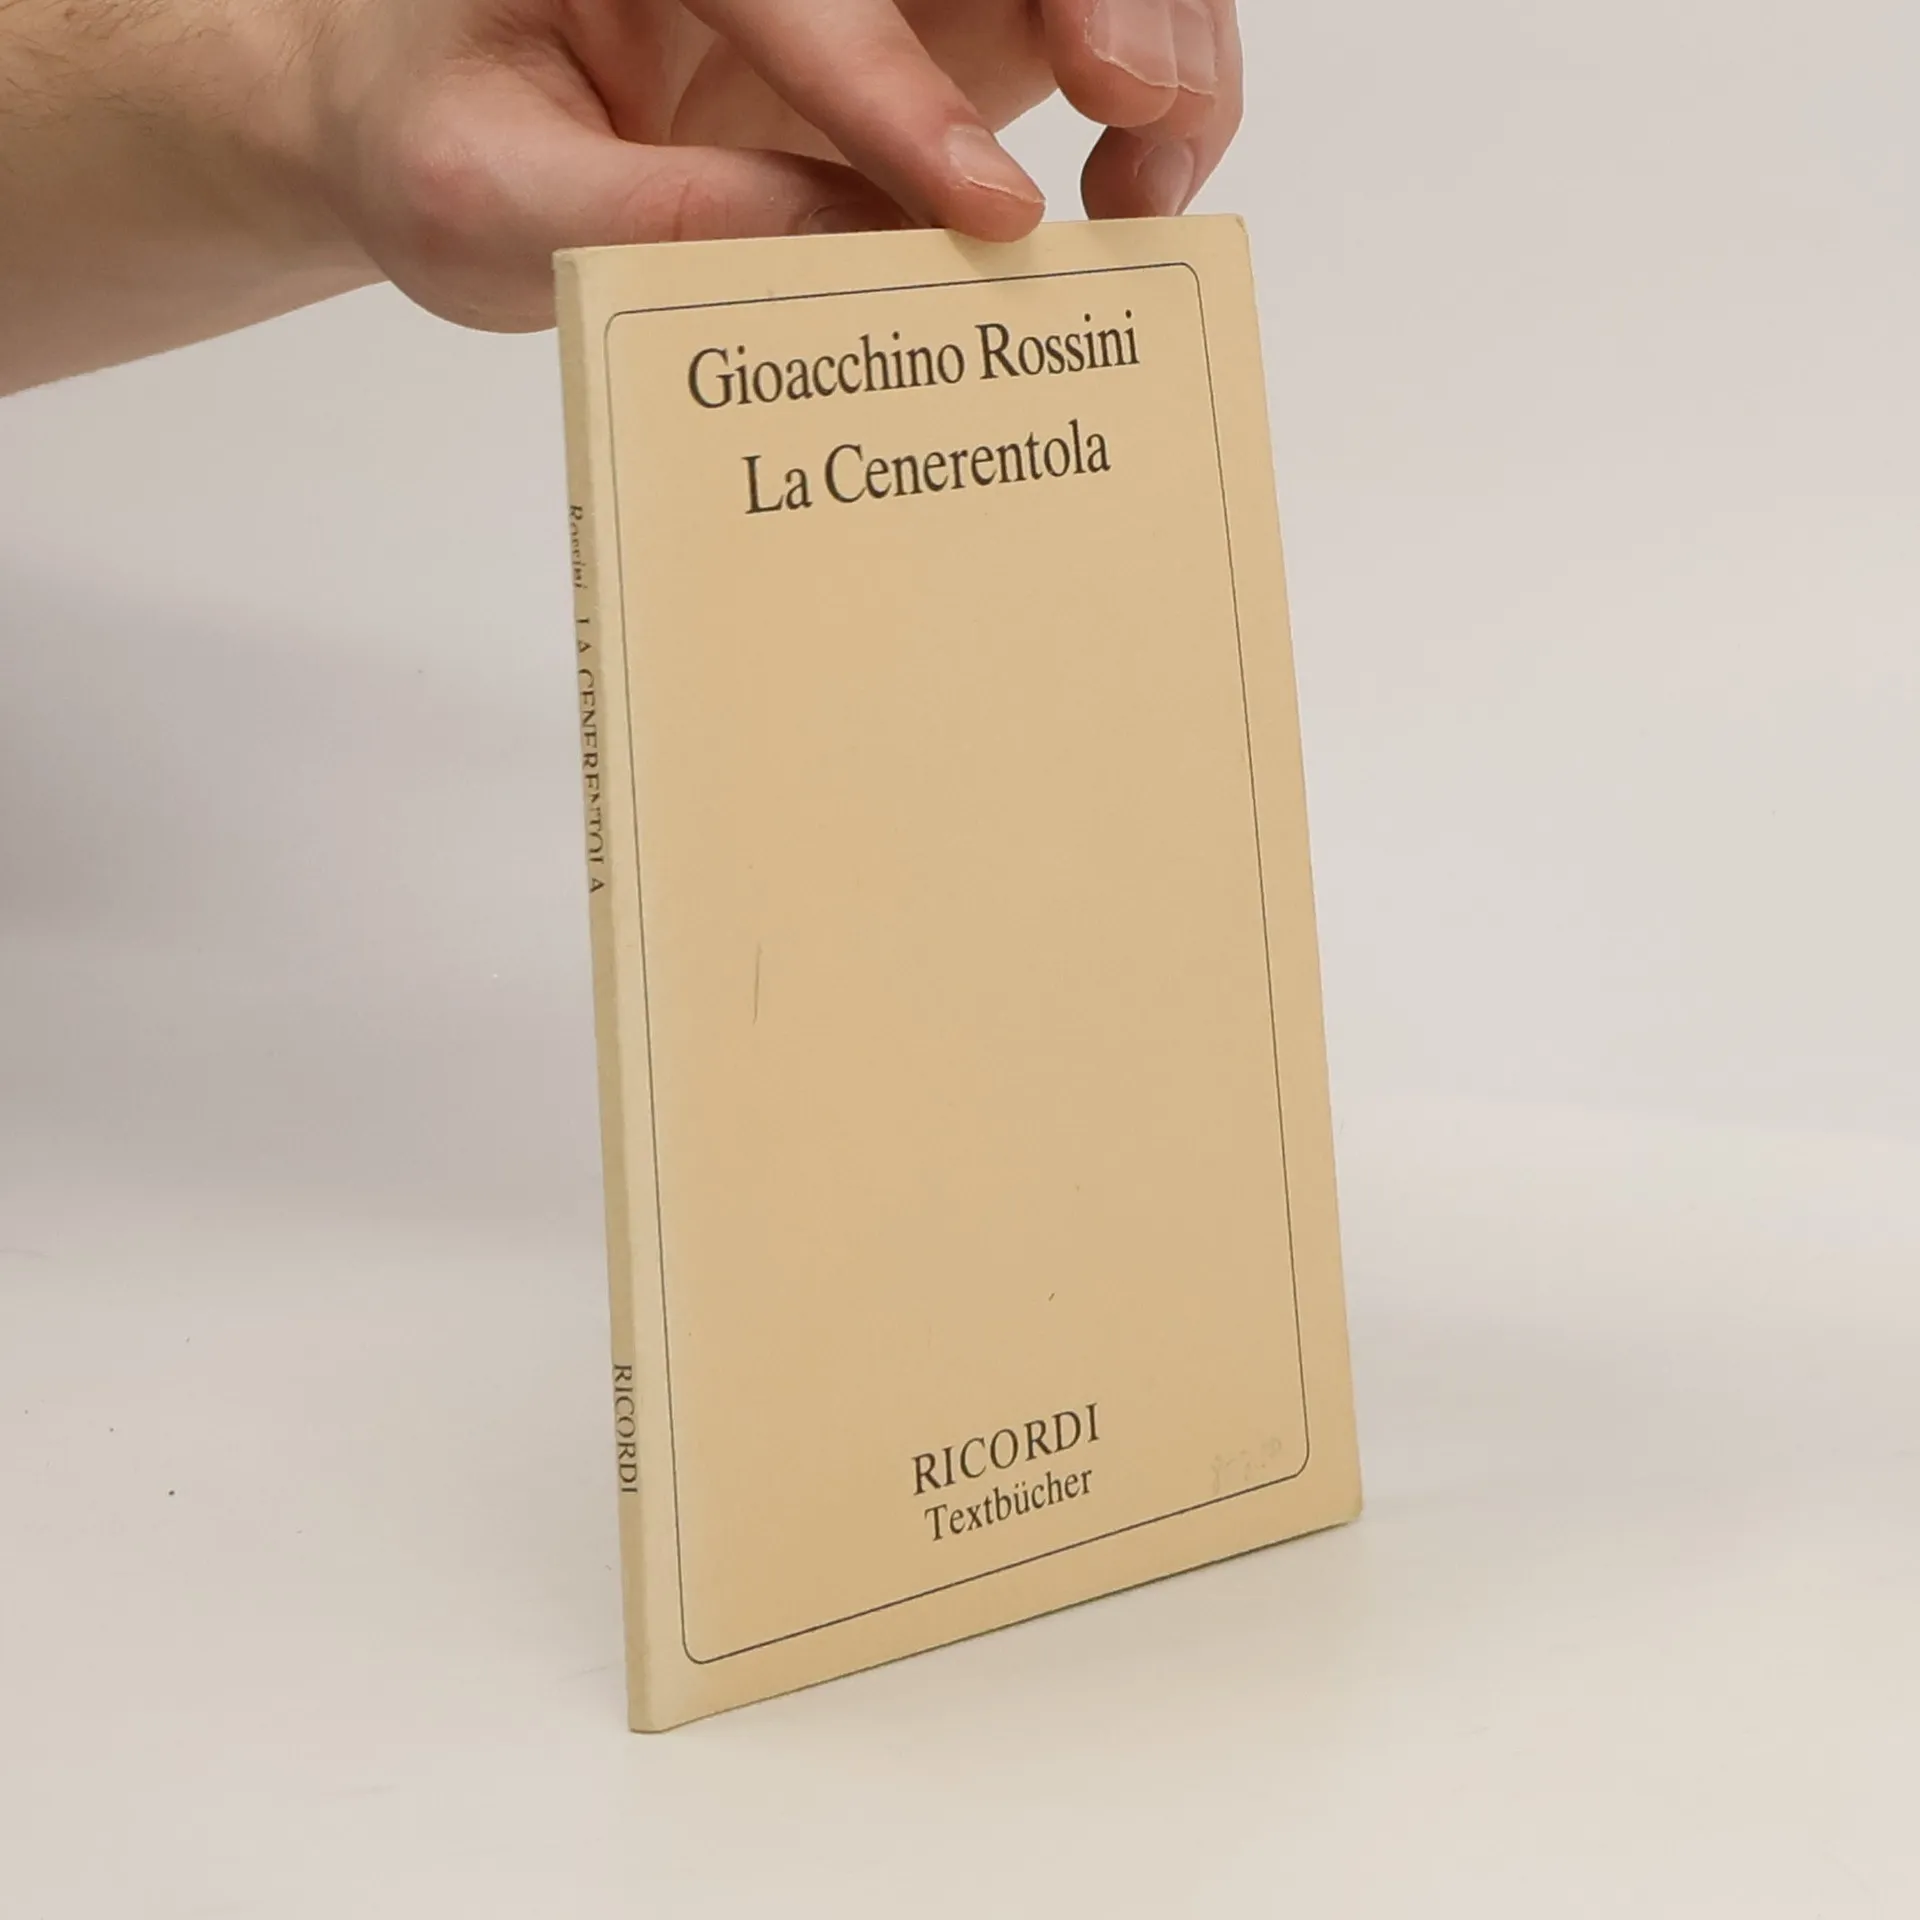 Gioacchino Rossini
La Cenerentola
RICORDI
Textbücher
Rossini LA CENERENTOLA RICORDI